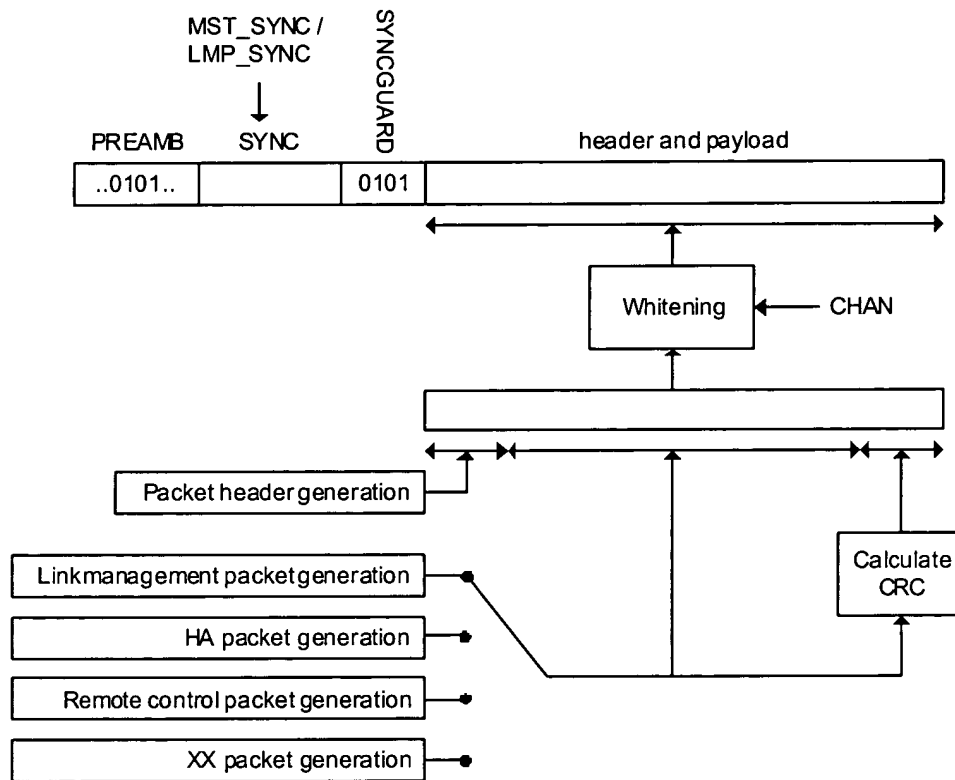 MST_SYNC /
LMP_SYNC
SYNCGUARD
PREAMB
SYNC
header and payload
..0101..
0101
Whitening
CHAN
Packet header generation
Linkmanagement packet generation
Calculate
CRC
HA packet generation
Remote control packet generation
XX packet generation